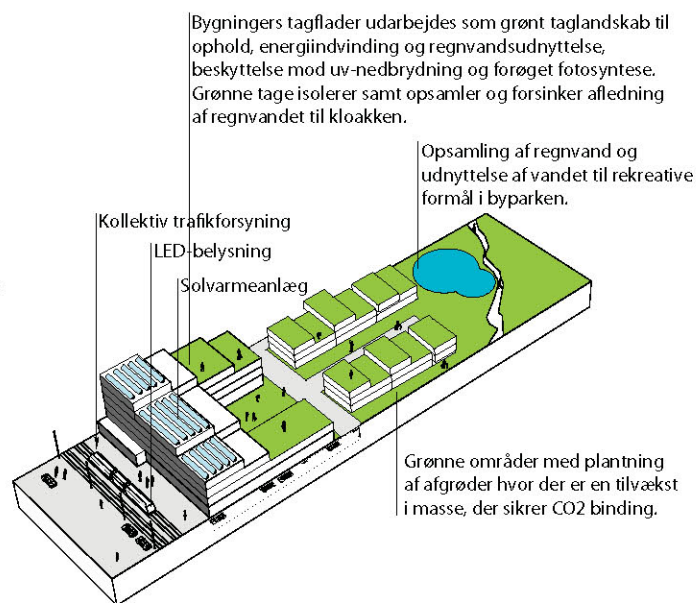 Bygningers tagflader udarbejdes som grønt taglandskab til
ophold, energiindvinding og regnvandsudnyttelse,
beskyttelse mod uv-nedbrydning og forøget fotosyntese.
Grønne tage isolerer samt opsamler og forsinker afledning
af regnvandet til kloakken.
Opsamling af regnvand og
udnyttelse af vandet til rekreative
formål i byparken.
Kollektiv trafikforsyning
LED-belysning
Solvarmeanlæg
Grønne områder med plantning
af afgrøder hvor der er en tilvækst
i masse, der sikrer CO2 binding.